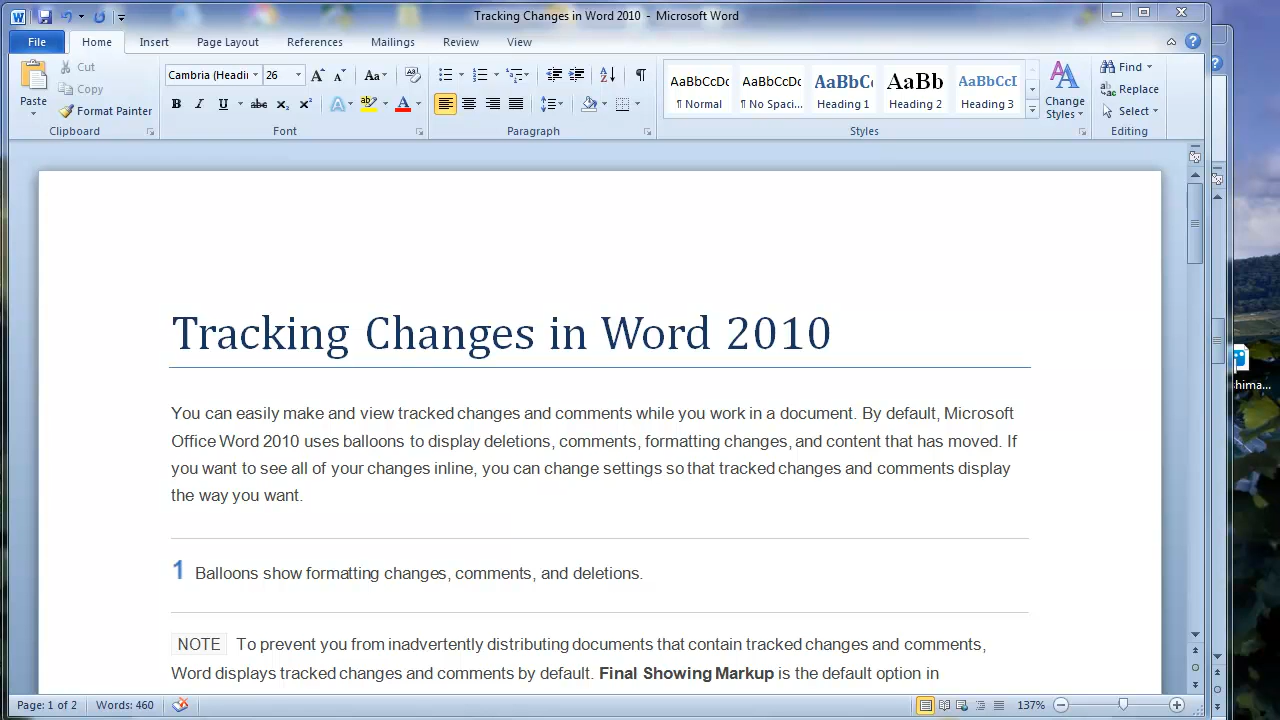 Tracking Changes in Word 2010 - Microsoft Word
File Home Insert Page Layout References Mailings Review View
Paste
Cut
Copy
Format Painter
Clipboard
Cambria (Headi 26
Font
Paragraph
AaBbCcDc AaBbCcDc AaBbCc AaBb AaBbCcI
¶ Normal ¶ No Spaci... Heading 1 Heading 2 Heading 3
Change
Styles
Styles
Find
Replace
Select
Editing
Tracking Changes in Word 2010
You can easily make and view tracked changes and comments while you work in a document. By default, Microsoft
Office Word 2010 uses balloons to display deletions, comments, formatting changes, and content that has moved. If
you want to see all of your changes inline, you can change settings so that tracked changes and comments display
the way you want.
1 Balloons show formatting changes, comments, and deletions.
NOTE To prevent you from inadvertently distributing documents that contain tracked changes and comments,
Word displays tracked changes and comments by default. Final Showing Markup is the default option in
shima...
Page: 1 of 2 Words: 460 137%